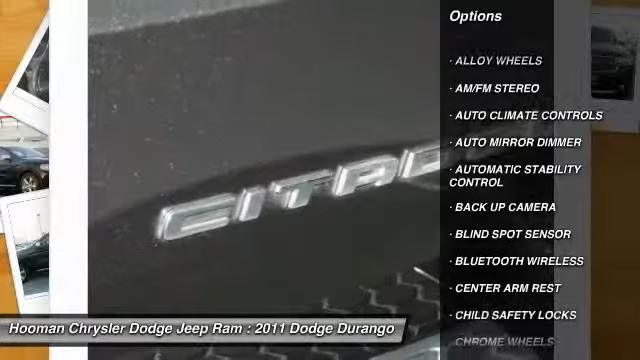 Options
· ALLOY WHEELS
· AM/FM STEREO
· AUTO CLIMATE CONTROLS
· AUTO MIRROR DIMMER
· AUTOMATIC STABILITY
CONTROL
· BACK UP CAMERA
· BLIND SPOT SENSOR
· BLUETOOTH WIRELESS
· CENTER ARM REST
· CHILD SAFETY LOCKS
· CHROME WHEELS
CITAD
Hooman Chrysler Dodge Jeep Ram : 2011 Dodge Durango